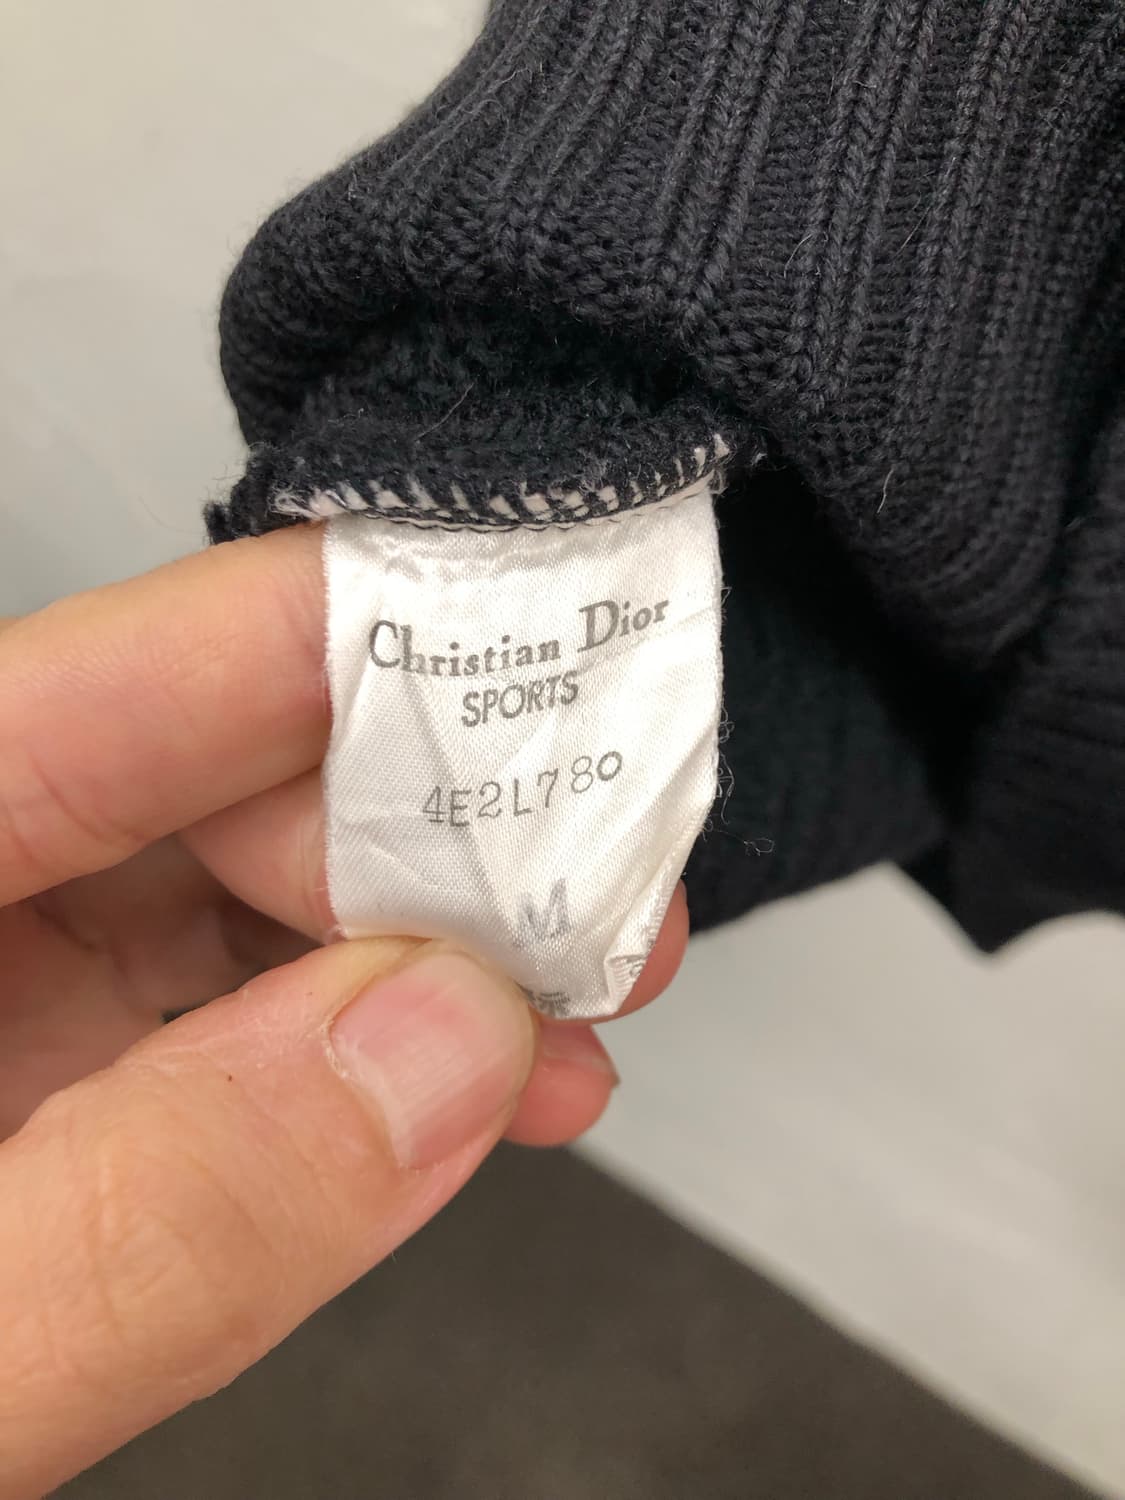 Christian Dior
SPORTS
4E2L780
M